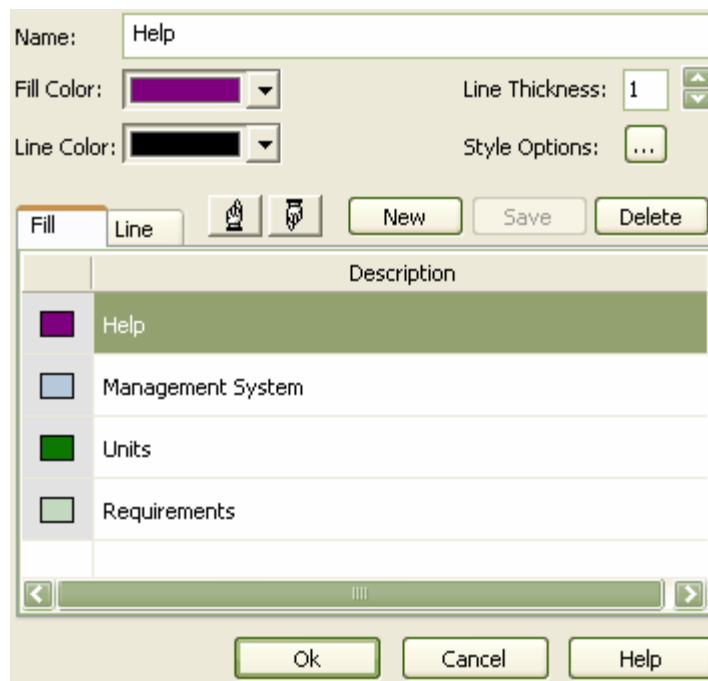 Name: Help
Fill Color: Line Thickness: 1
Line Color: Style Options: ...
Fill Line New Save Delete
Description
Help
Management System
Units
Requirements
Ok Cancel Help